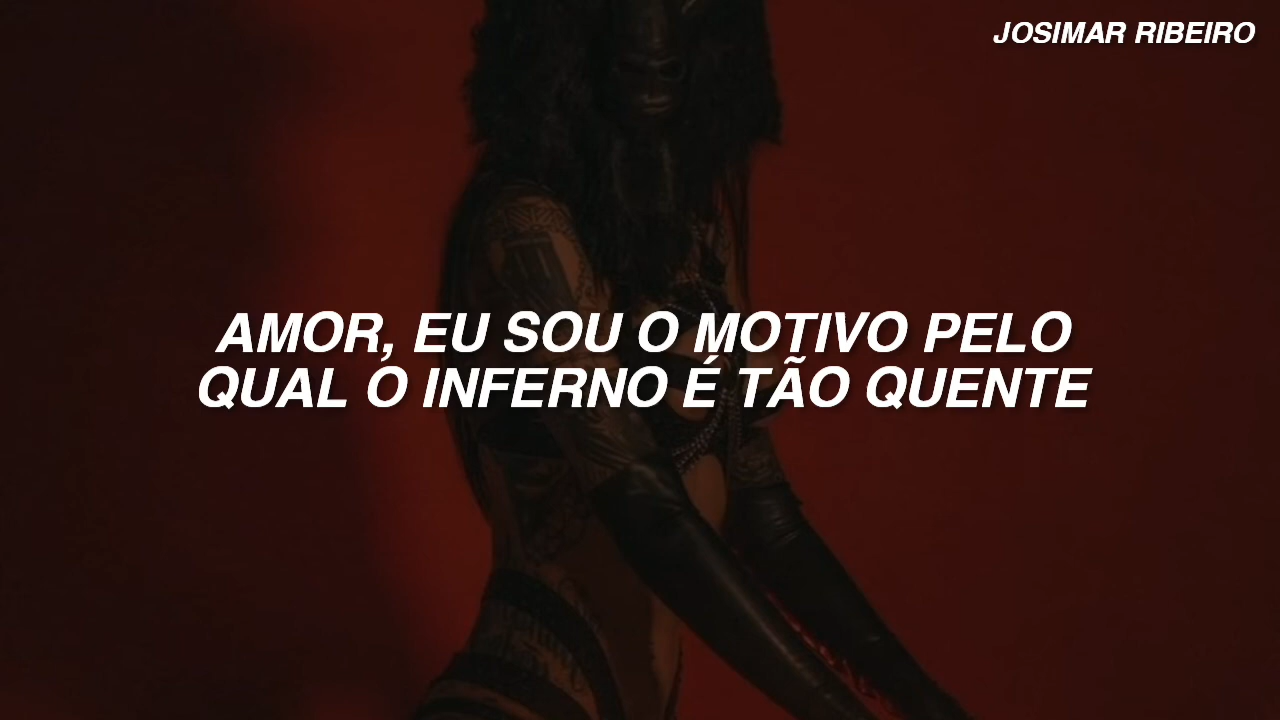 JOSIMAR RIBEIRO
AMOR, EU SOU O MOTIVO PELO
QUAL O INFERNO É TÃO QUENTE